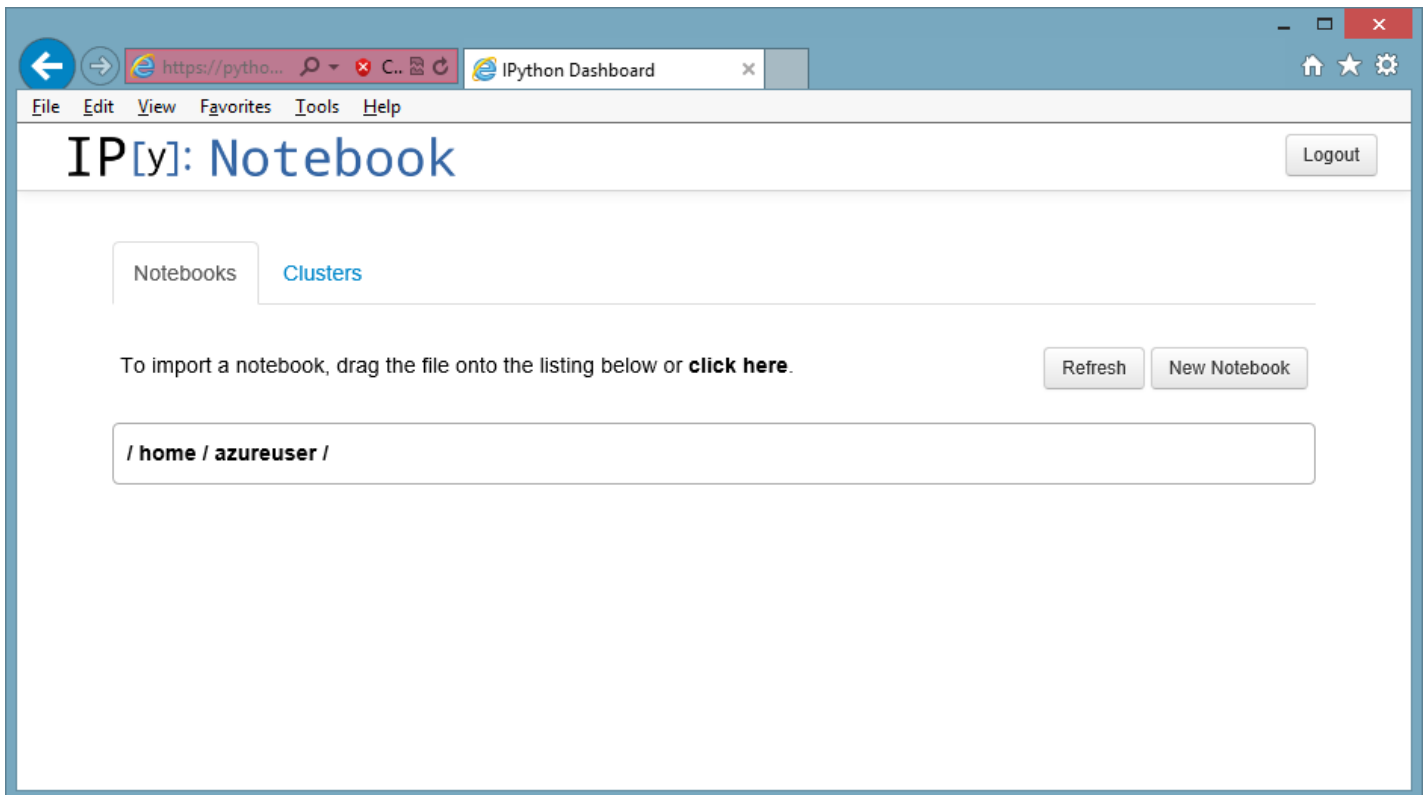 https://pytho... C.. IPython Dashboard
File Edit View Favorites Tools Help
IP[y]: Notebook Logout
Notebooks Clusters
To import a notebook, drag the file onto the listing below or click here. Refresh New Notebook
/ home / azureuser /